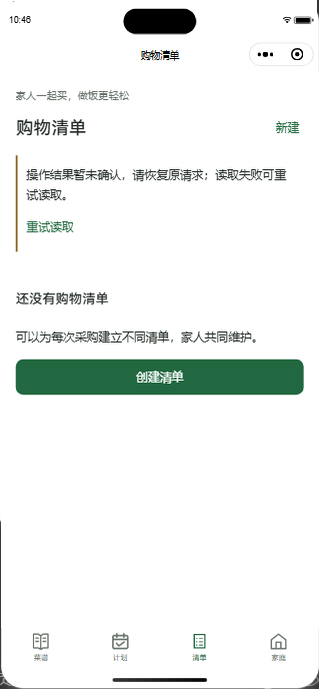 10:46
购物清单
家人一起买，做饭更轻松
购物清单
新建
操作结果暂未确认，请恢复原请求；读取失败可重
试读取。
重试读取
还没有购物清单
可以为每次采购建立不同清单，家人共同维护。
创建清单
菜谱
计划
清单
家庭